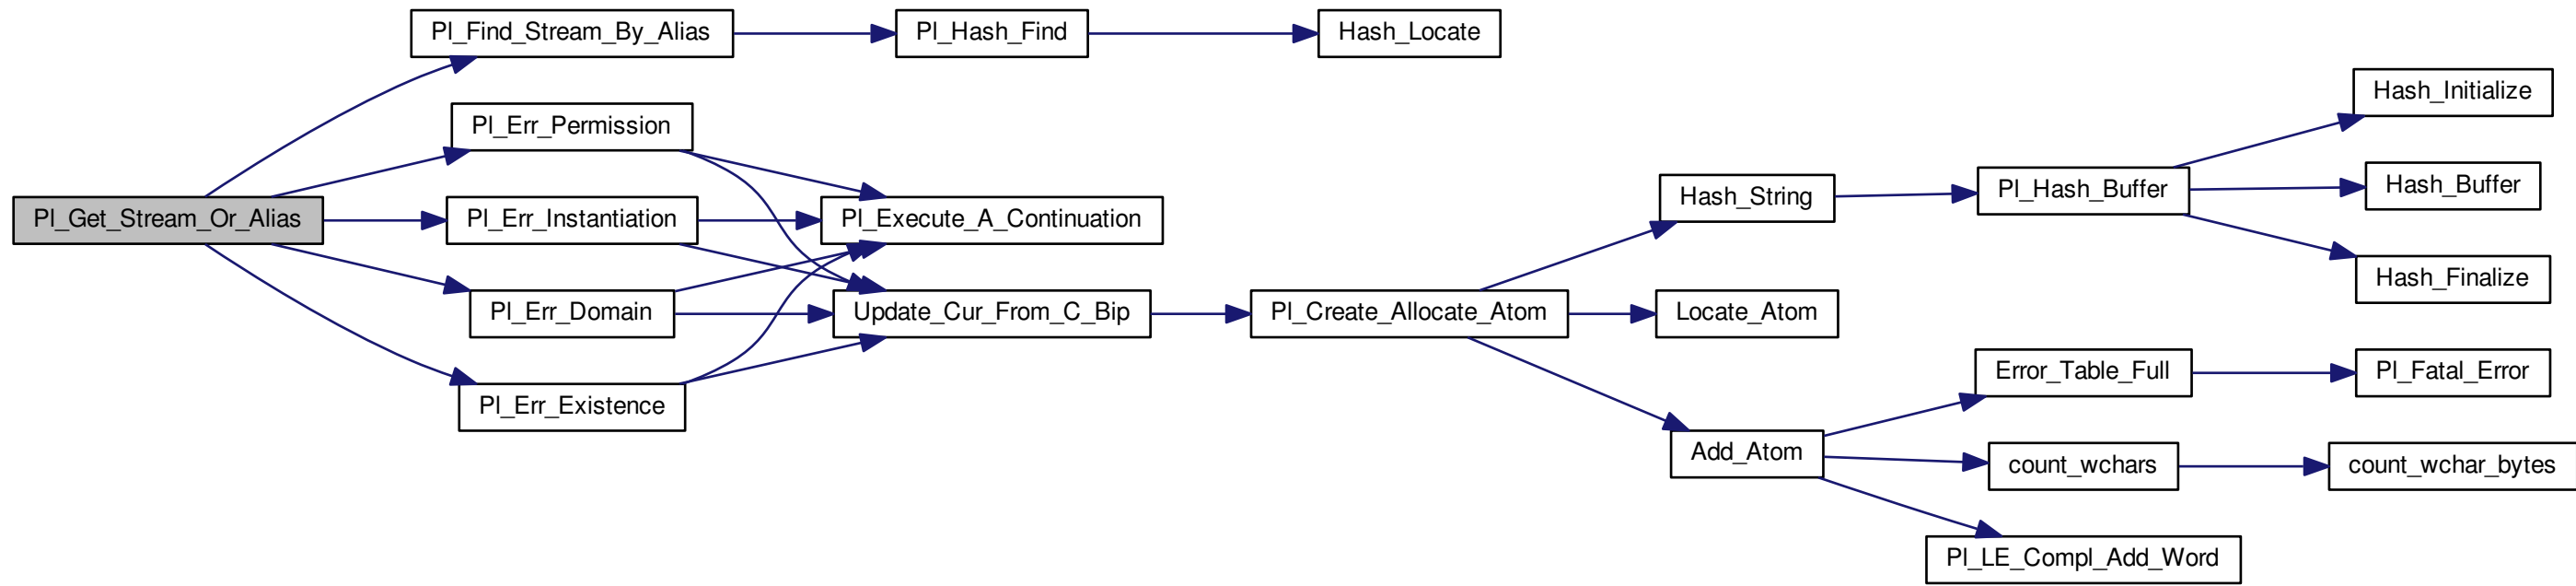 Pl_Get_Stream_Or_Alias
Pl_Find_Stream_By_Alias
Pl_Hash_Find
Hash_Locate
Pl_Err_Permission
Pl_Err_Instantiation
Pl_Err_Domain
Pl_Err_Existence
Pl_Execute_A_Continuation
Update_Cur_From_C_Bip
Pl_Create_Allocate_Atom
Hash_String
Locate_Atom
Add_Atom
Pl_Hash_Buffer
Hash_Initialize
Hash_Buffer
Hash_Finalize
Error_Table_Full
Pl_Fatal_Error
count_wchars
count_wchar_bytes
Pl_LE_Compl_Add_Word